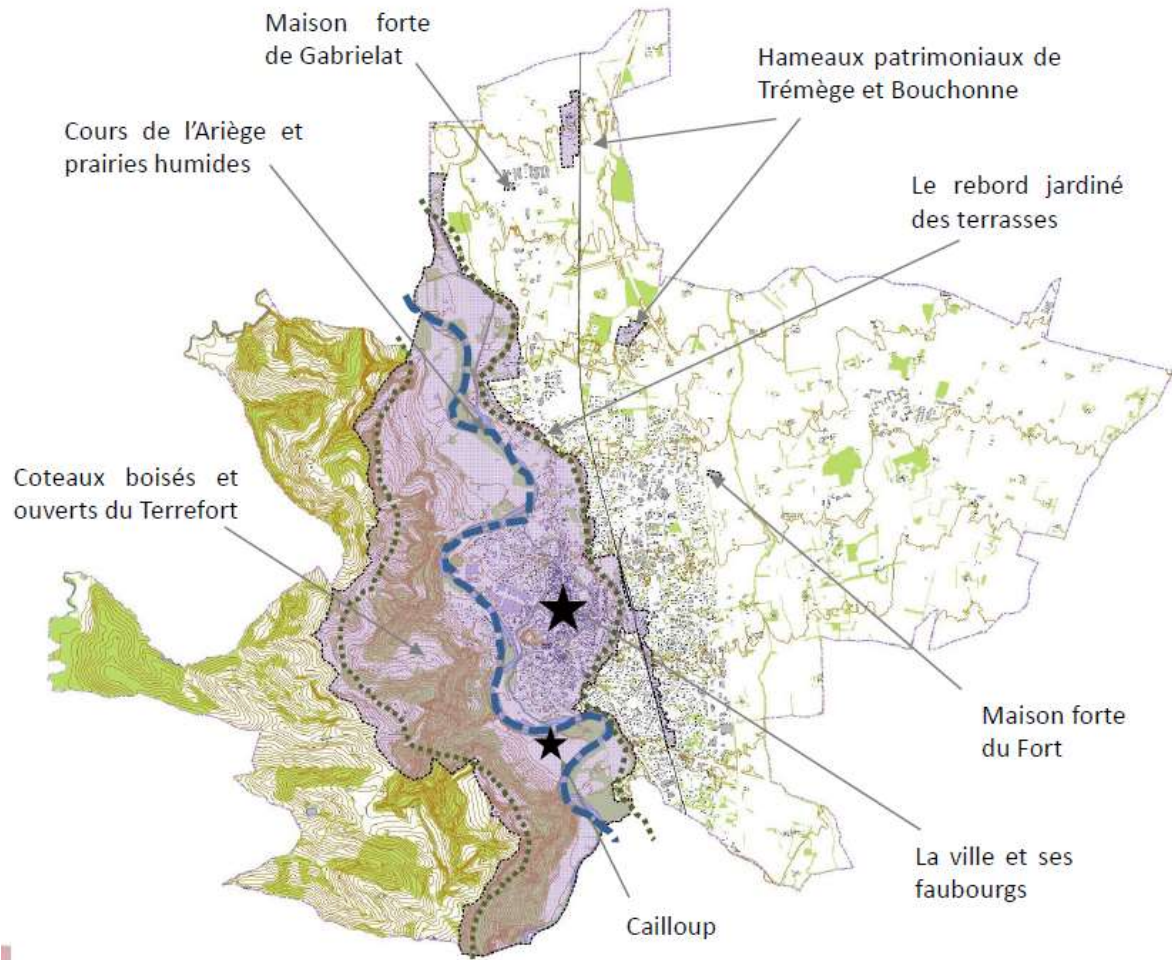 Maison forte
de Gabrielat
Hameaux patrimoniaux de
Trémège et Bouchonne
Cours de l'Ariège et
prairies humides
Le rebord jardiné
des terrasses
Coteaux boisés et
ouverts du Terrefort
Maison forte
du Fort
La ville et ses
faubourgs
Cailloup